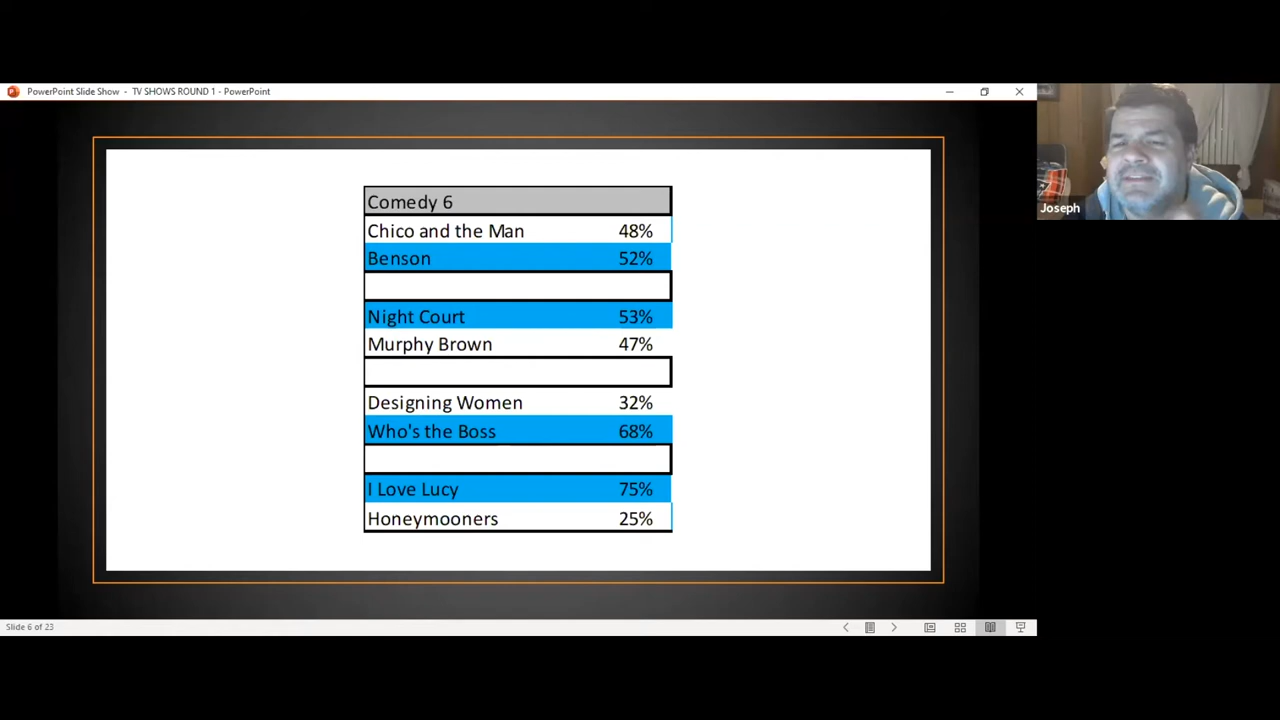 PowerPoint Slide Show - TV SHOWS ROUND 1 - PowerPoint
Joseph
Comedy 6
Chico and the Man 48%
Benson 52%
Night Court 53%
Murphy Brown 47%
Designing Women 32%
Who's the Boss 68%
I Love Lucy 75%
Honeymooners 25%
Slide 6 of 23